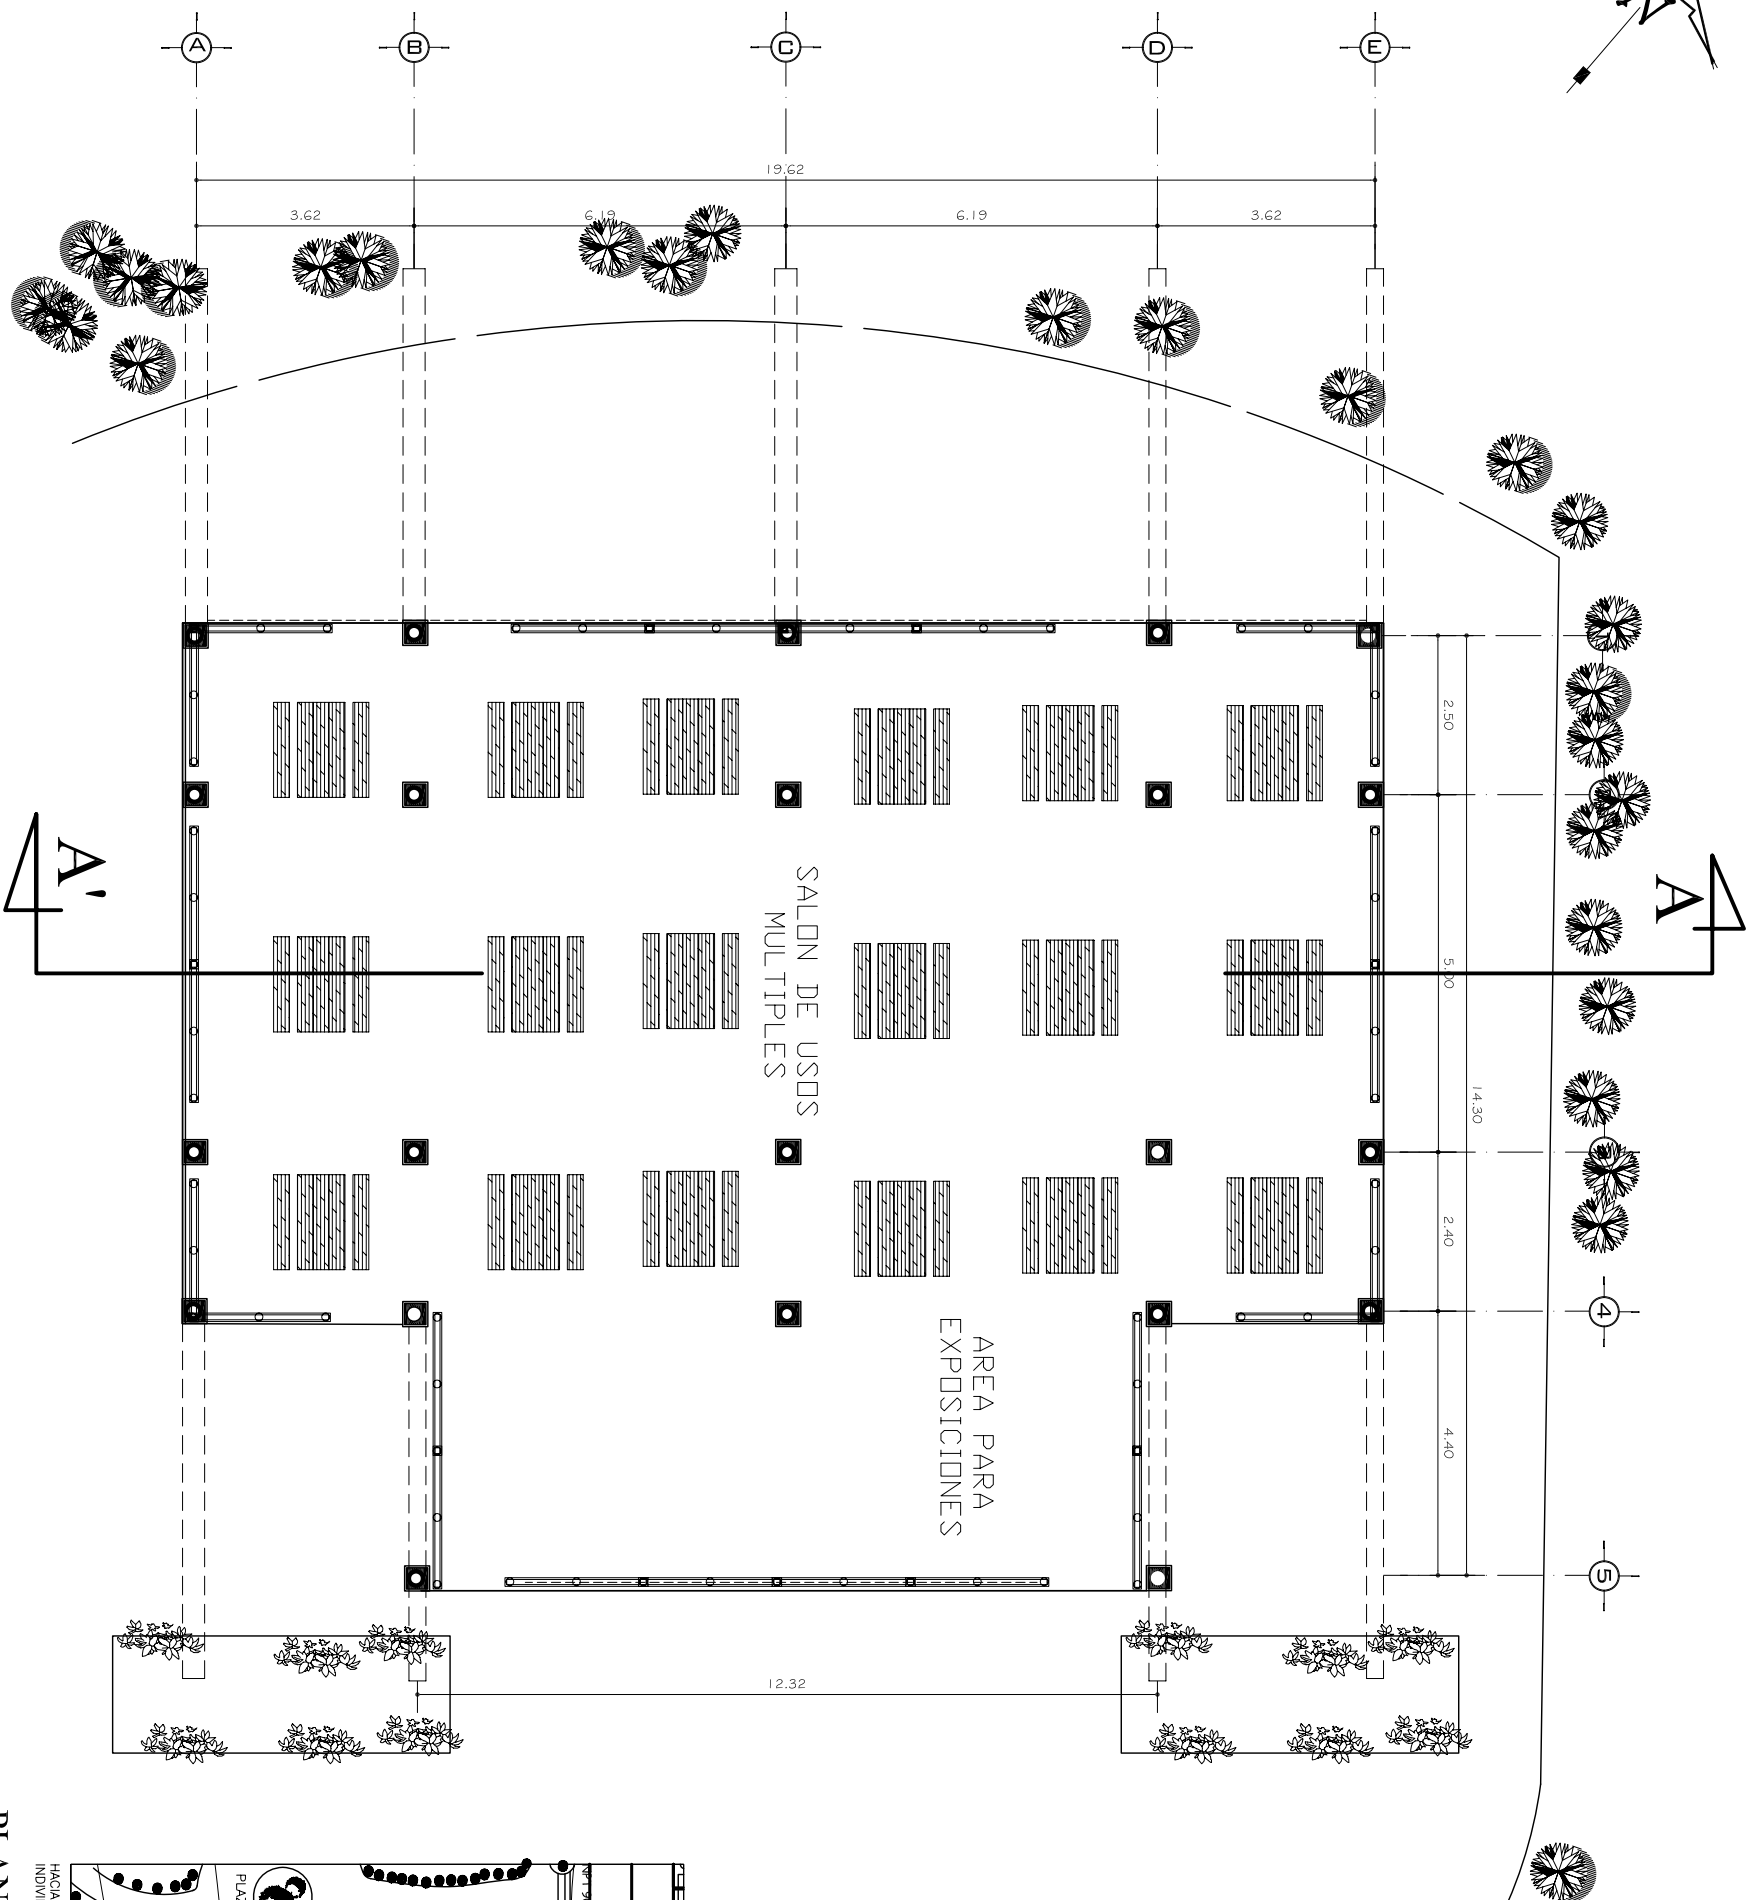 A
B
C
D
E
19.62
3.62
6.19
6.19
3.62
2.50
5.00
14.30
2.40
4.40
4
5
A'
A
SALON DE USOS
MULTIPLES
AREA PARA
EXPOSICIONES
12.32
HACIA